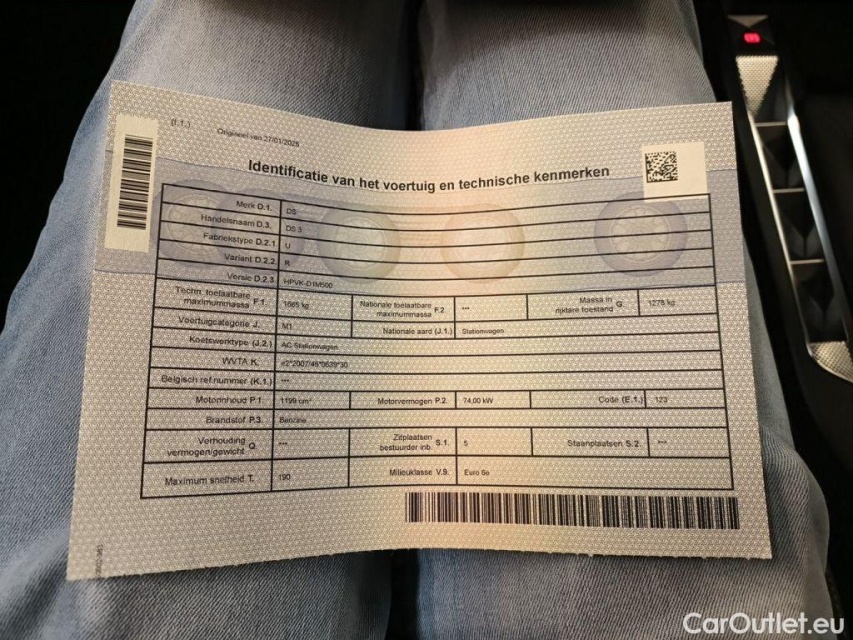 (I.1.)
Origineel van 27/01/2025
Identificatie van het voertuig en technische kenmerken
Merk D.1. DS
Handelsnaam D.3. DS 3
Fabriekstype D.2.1 U
Variant D.2.2. R
Versie D.2.3 HPVK-D1M500
Techn. toelaatbare maximummassa F.1. 1665 kg Nationale toelaatbare maximummassa F.2 --- Massa in rijklare toestand G. 1278 kg
Voertuigcategorie J. M1 Nationale aard (J.1.) Stationwagen
Koetswerktype (J.2.) AC Stationwagen
WVTA K. e2*2007/46*0639*30
Belgisch ref.nummer (K.1.) ---
Motorinhoud P.1. 1199 cm³ Motorvermogen P.2. 74,00 kW Code (E.1.) 123
Brandstof P.3. Benzine
Verhouding vermogen/gewicht Q. --- Zitplaatsen bestuurder inb. S.1. 5 Staanplaatsen S.2. ---
Maximum snelheid T. 190 Milieuklasse V.9. Euro 6e
CarOutlet.eu